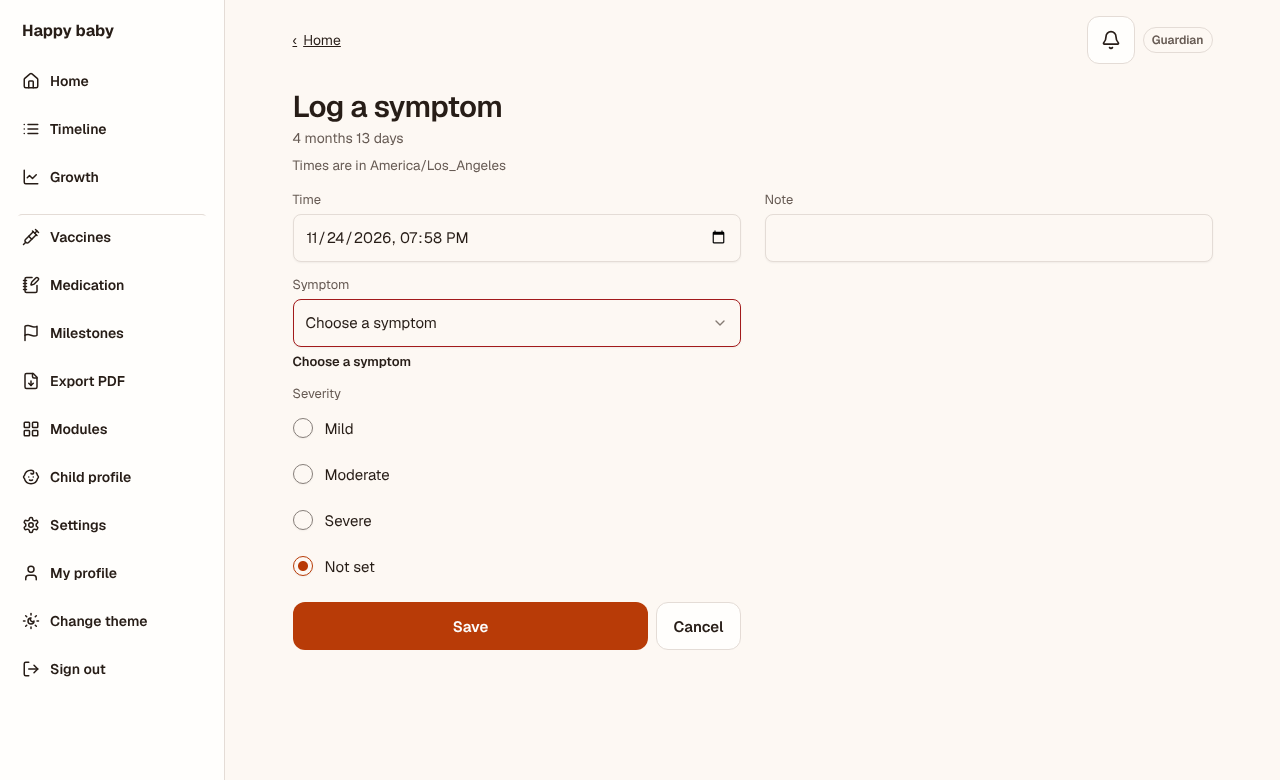 Happy baby
Home
Timeline
Growth
Vaccines
Medication
Milestones
Export PDF
Modules
Child profile
Settings
My profile
Change theme
Sign out
‹ Home
Guardian
Log a symptom
4 months 13 days
Times are in America/Los_Angeles
Time
11/24/2026, 07:58 PM
Note
Symptom
Choose a symptom
Choose a symptom
Severity
Mild
Moderate
Severe
Not set
Save
Cancel